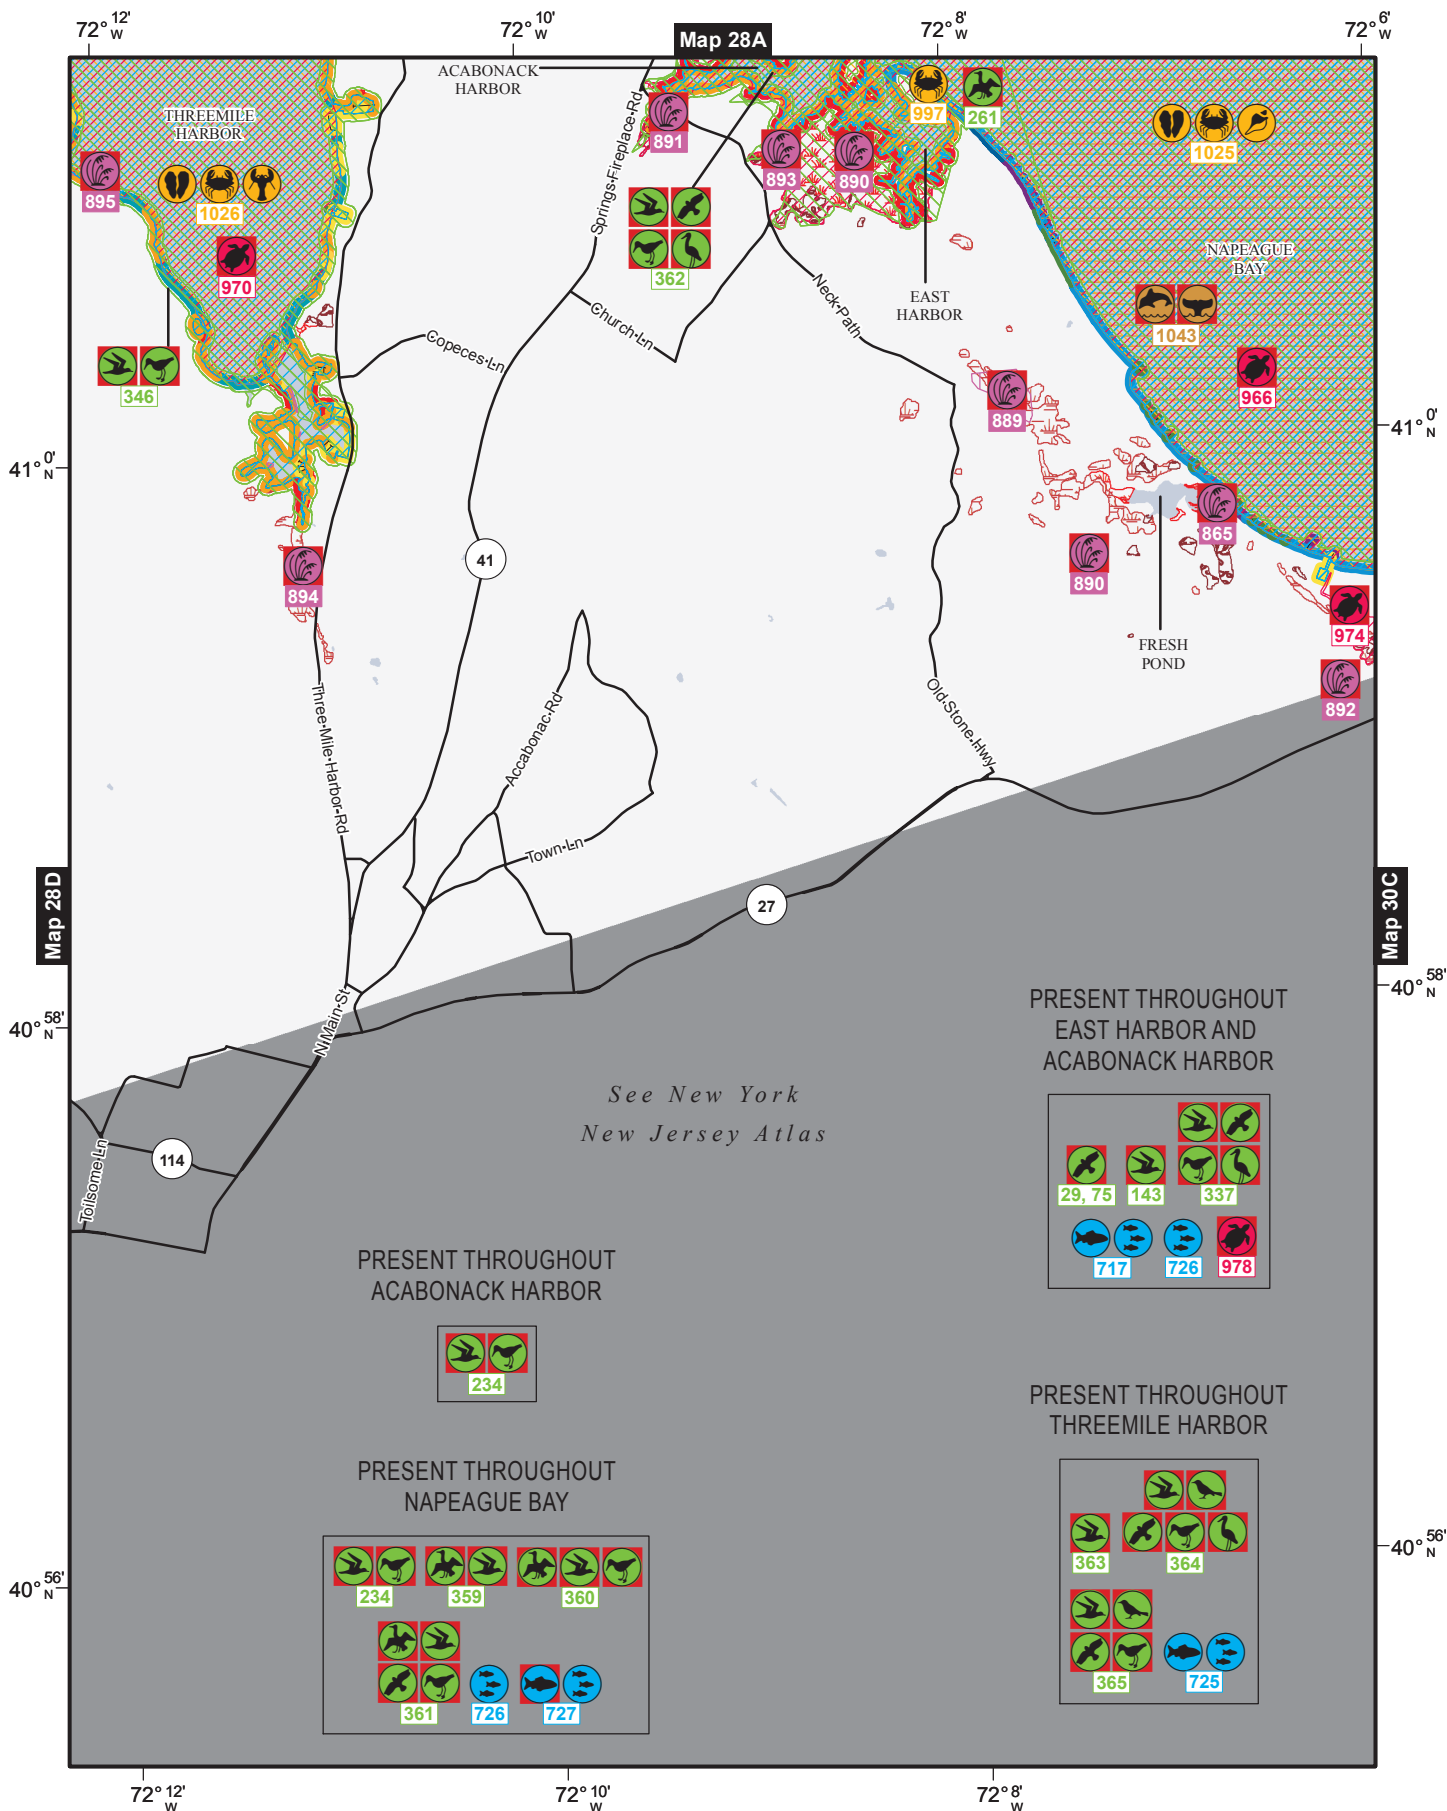 72° 12' W
72° 10' W
72° 8' W
72° 6' W
Map 28A
ACABONACK
HARBOR
THREEMILE
HARBOR
895
1026
970
346
891
893
890
997
261
1025
Springs-Fireplace-Rd
362
Church-Ln
Copeces-Ln
Neck-Path
EAST
HARBOR
NAPEAGUE
BAY
1043
966
889
41° 0' N
41° 0' N
41
894
865
890
974
892
FRESH
POND
Three-Mile-Harbor-Rd
Accabonac-Rd
Town-Ln
Old-Stone-Hwy
Map 28D
Map 30C
27
N-Main-St
40° 58' N
40° 58' N
114
Toilsome-Ln
See New York
New Jersey Atlas
PRESENT THROUGHOUT
EAST HARBOR AND
ACABONACK HARBOR
29, 75
143
337
717
726
978
PRESENT THROUGHOUT
ACABONACK HARBOR
234
PRESENT THROUGHOUT
THREEMILE HARBOR
363
364
365
725
PRESENT THROUGHOUT
NAPEAGUE BAY
234
359
360
361
726
727
40° 56' N
40° 56' N
72° 12' W
72° 10' W
72° 8' W